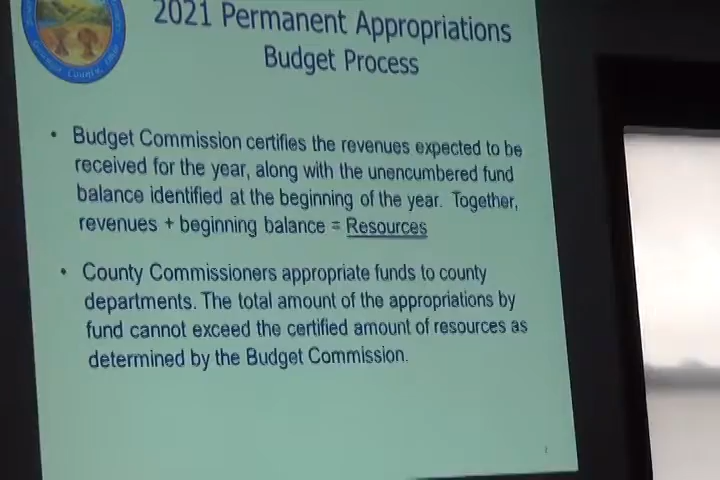 2021 Permanent Appropriations
Budget Process
• Budget Commission certifies the revenues expected to be
received for the year, along with the unencumbered fund
balance identified at the beginning of the year. Together,
revenues + beginning balance = Resources
• County Commissioners appropriate funds to county
departments. The total amount of the appropriations by
fund cannot exceed the certified amount of resources as
determined by the Budget Commission.